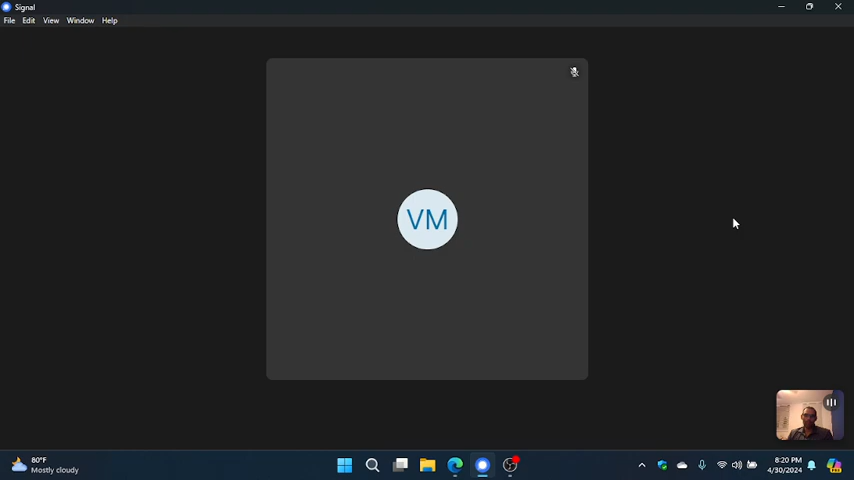 Signal
File Edit View Window Help
VM
80°F
Mostly cloudy
8:20 PM
4/30/2024